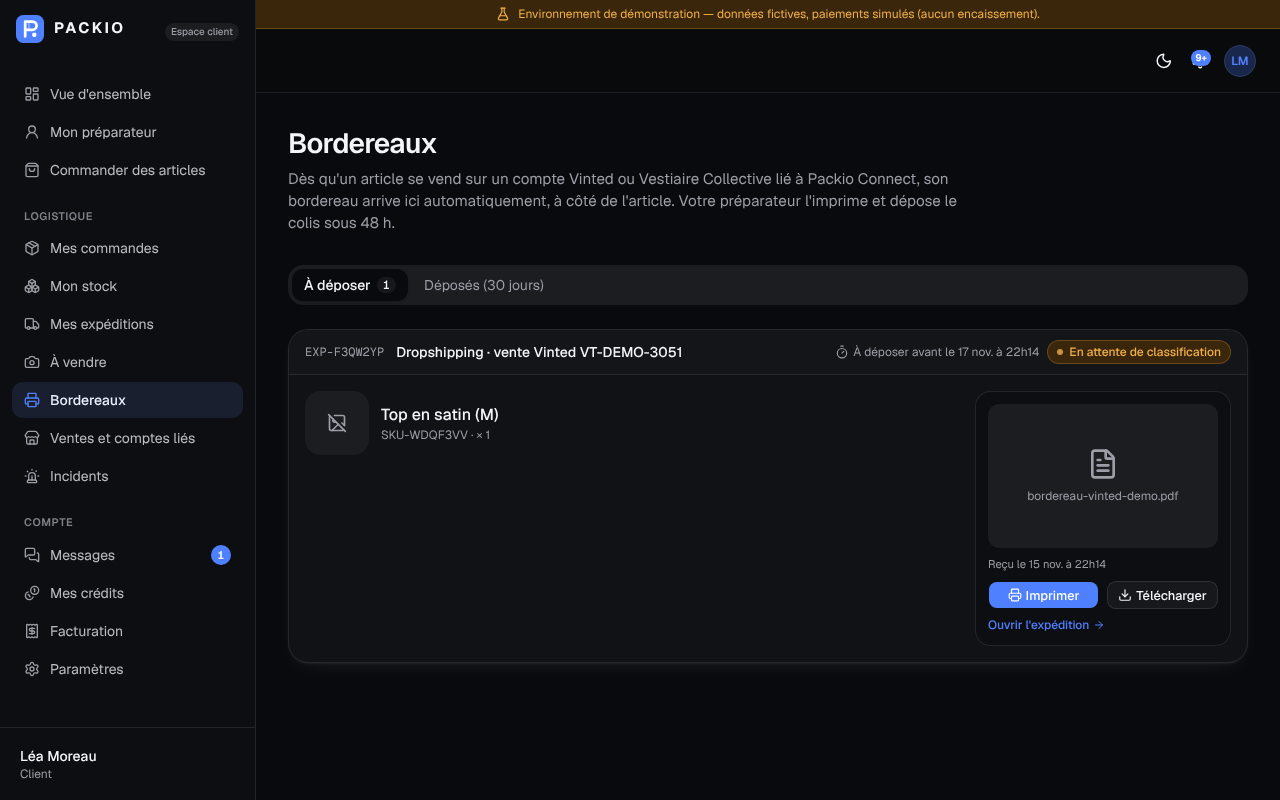 PACKIO
Espace client
Vue d'ensemble
Mon préparateur
Commander des articles
LOGISTIQUE
Mes commandes
Mon stock
Mes expéditions
À vendre
Bordereaux
Ventes et comptes liés
Incidents
COMPTE
Messages 1
Mes crédits
Facturation
Paramètres
Léa Moreau
Client
Environnement de démonstration — données fictives, paiements simulés (aucun encaissement).
9+
LM
Bordereaux
Dès qu'un article se vend sur un compte Vinted ou Vestiaire Collective lié à Packio Connect, son
bordereau arrive ici automatiquement, à côté de l'article. Votre préparateur l'imprime et dépose le
colis sous 48 h.
À déposer 1 Déposés (30 jours)
EXP-F3QW2YP Dropshipping · vente Vinted VT-DEMO-3051 À déposer avant le 17 nov. à 22h14 En attente de classification
Top en satin (M)
SKU-WDQF3VV · × 1
bordereau-vinted-demo.pdf
Reçu le 15 nov. à 22h14
Imprimer Télécharger
Ouvrir l'expédition →